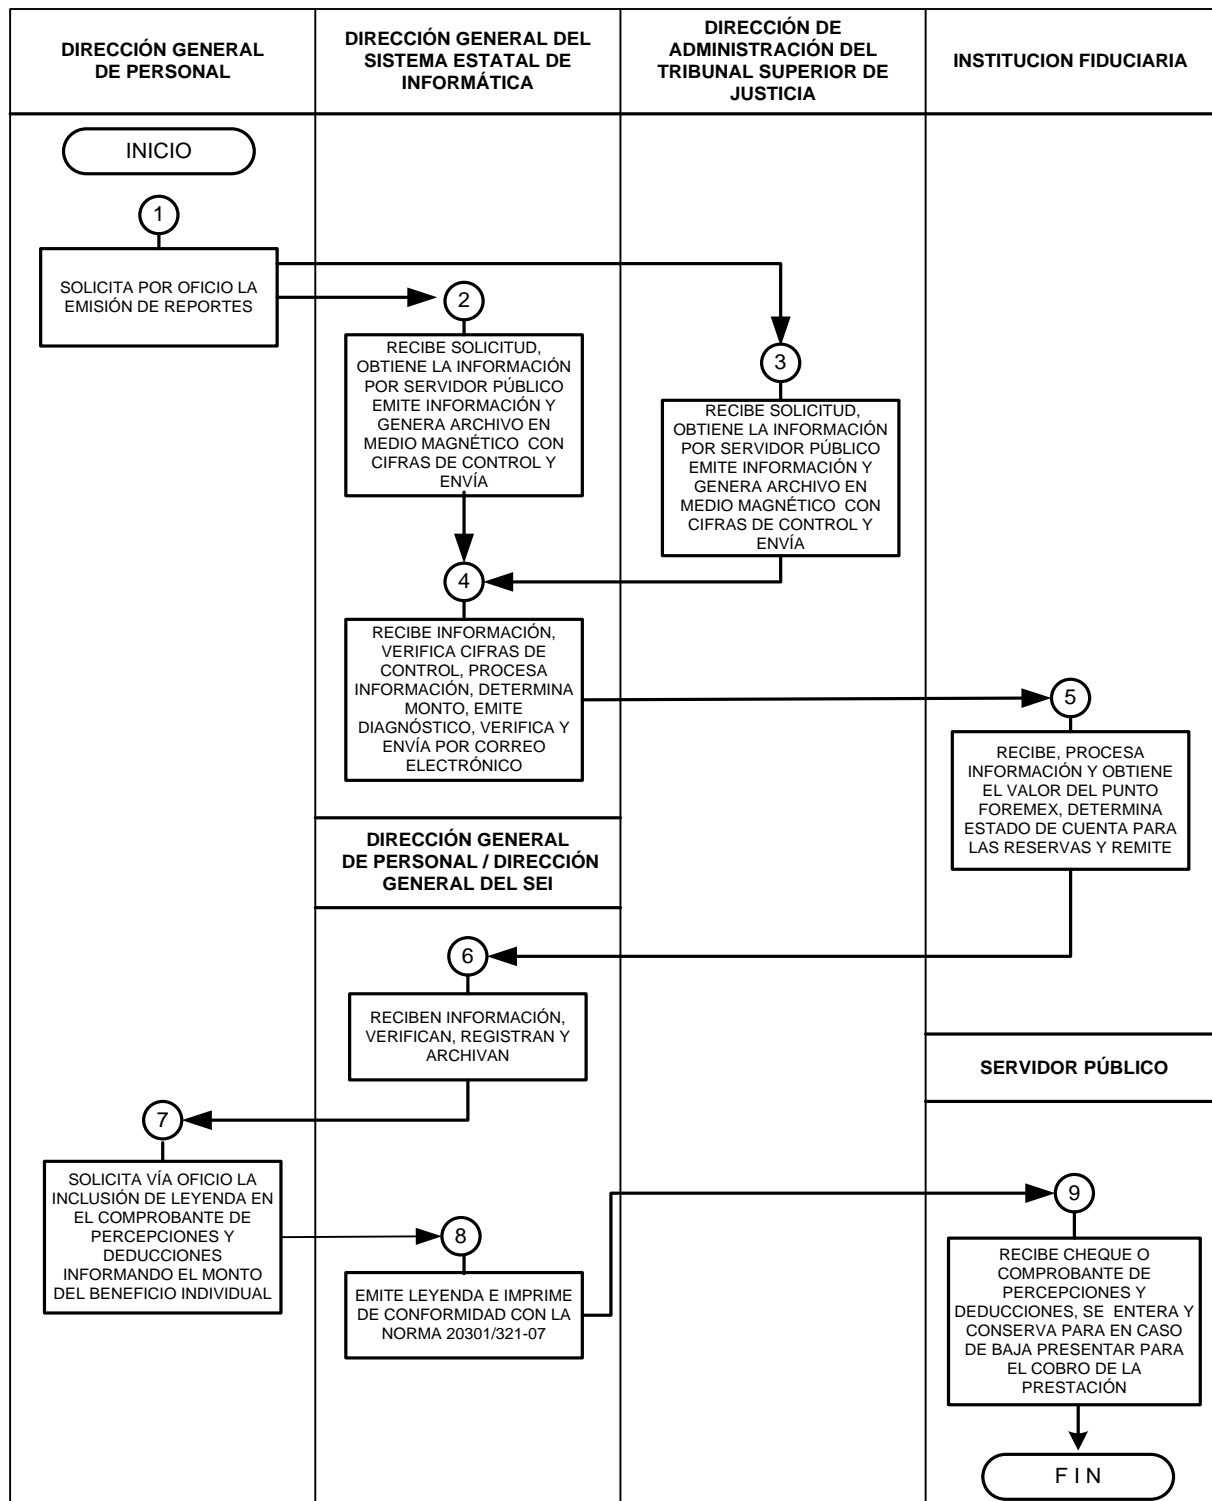 DIRECCIÓN GENERAL
DE PERSONAL
DIRECCIÓN GENERAL DEL
SISTEMA ESTATAL DE
INFORMÁTICA
DIRECCIÓN DE
ADMINISTRACIÓN DEL
TRIBUNAL SUPERIOR DE
JUSTICIA
INSTITUCION FIDUCIARIA
INICIO
1
SOLICITA POR OFICIO LA
EMISIÓN DE REPORTES
2
RECIBE SOLICITUD,
OBTIENE LA INFORMACIÓN
POR SERVIDOR PÚBLICO
EMITE INFORMACIÓN Y
GENERA ARCHIVO EN
MEDIO MAGNÉTICO CON
CIFRAS DE CONTROL Y
ENVÍA
3
RECIBE SOLICITUD,
OBTIENE LA INFORMACIÓN
POR SERVIDOR PÚBLICO
EMITE INFORMACIÓN Y
GENERA ARCHIVO EN
MEDIO MAGNÉTICO CON
CIFRAS DE CONTROL Y
ENVÍA
4
RECIBE INFORMACIÓN,
VERIFICA CIFRAS DE
CONTROL, PROCESA
INFORMACIÓN, DETERMINA
MONTO, EMITE
DIAGNÓSTICO, VERIFICA Y
ENVÍA POR CORREO
ELECTRÓNICO
5
RECIBE, PROCESA
INFORMACIÓN Y OBTIENE
EL VALOR DEL PUNTO
FOREMEX, DETERMINA
ESTADO DE CUENTA PARA
LAS RESERVAS Y REMITE
DIRECCIÓN GENERAL
DE PERSONAL / DIRECCIÓN
GENERAL DEL SEI
6
RECIBEN INFORMACIÓN,
VERIFICAN, REGISTRAN Y
ARCHIVAN
SERVIDOR PÚBLICO
7
SOLICITA VÍA OFICIO LA
INCLUSIÓN DE LEYENDA EN
EL COMPROBANTE DE
PERCEPCIONES Y
DEDUCCIONES
INFORMANDO EL MONTO
DEL BENEFICIO INDIVIDUAL
8
EMITE LEYENDA E IMPRIME
DE CONFORMIDAD CON LA
NORMA 20301/321-07
9
RECIBE CHEQUE O
COMPROBANTE DE
PERCEPCIONES Y
DEDUCCIONES, SE ENTERA Y
CONSERVA PARA EN CASO
DE BAJA PRESENTAR PARA
EL COBRO DE LA
PRESTACIÓN
F I N